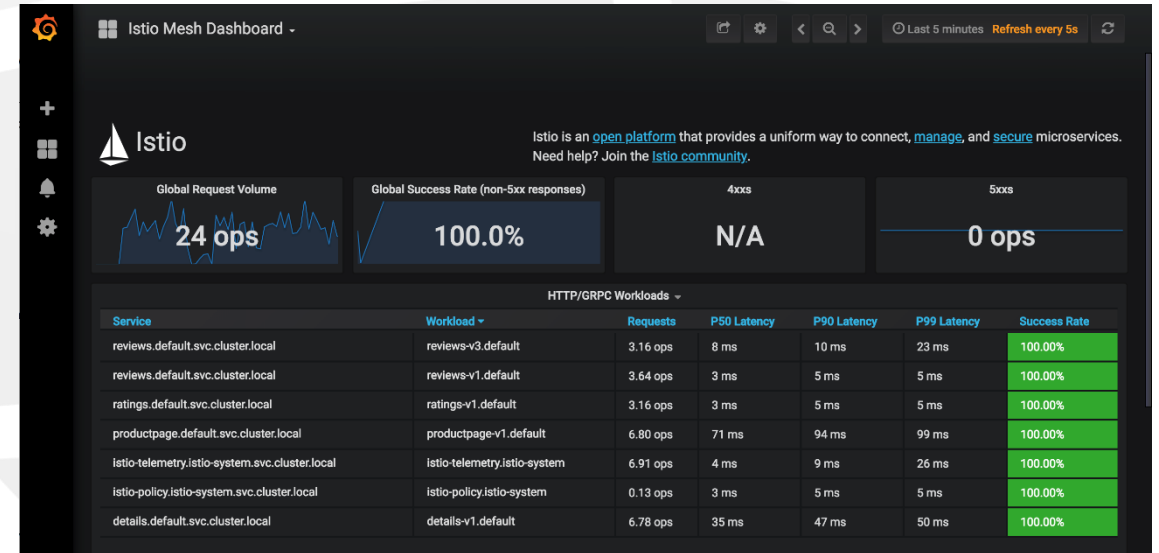 Istio Mesh Dashboard
Last 5 minutes Refresh every 5s
Istio
Istio is an open platform that provides a uniform way to connect, manage, and secure microservices.
Need help? Join the Istio community.
Global Request Volume
24 ops
Global Success Rate (non-5xx responses)
100.0%
4xxs
N/A
5xxs
0 ops
HTTP/GRPC Workloads
Service Workload Requests P50 Latency P90 Latency P99 Latency Success Rate
reviews.default.svc.cluster.local reviews-v3.default 3.16 ops 8 ms 10 ms 23 ms 100.00%
reviews.default.svc.cluster.local reviews-v1.default 3.64 ops 3 ms 5 ms 5 ms 100.00%
ratings.default.svc.cluster.local ratings-v1.default 3.16 ops 3 ms 5 ms 5 ms 100.00%
productpage.default.svc.cluster.local productpage-v1.default 6.80 ops 71 ms 94 ms 99 ms 100.00%
istio-telemetry.istio-system.svc.cluster.local istio-telemetry.istio-system 6.91 ops 4 ms 9 ms 26 ms 100.00%
istio-policy.istio-system.svc.cluster.local istio-policy.istio-system 0.13 ops 3 ms 5 ms 5 ms 100.00%
details.default.svc.cluster.local details-v1.default 6.78 ops 35 ms 47 ms 50 ms 100.00%